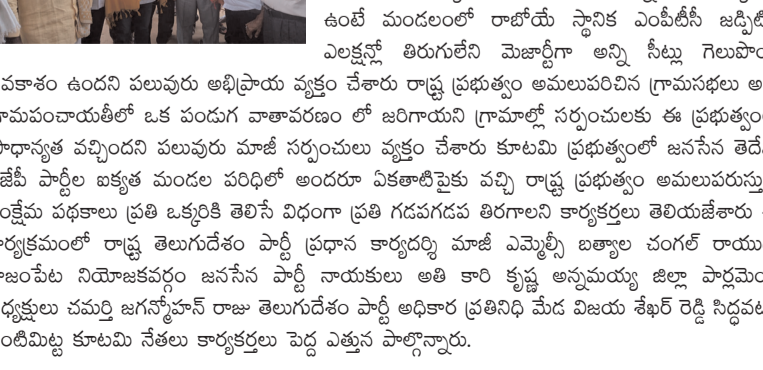 ఉంటే మండలంలో రాబోయే స్థానిక ఎంపీటీసీ జడ్పిటి
ఎలక్షన్లో తిరుగులేని మెజార్టీగా అన్ని సీట్లు గెలుపొం
వకాశం ఉందని పలువురు అభిప్రాయ వ్యక్తం చేశారు రాష్ట్ర ప్రభుత్వం అమలుపరిచిన గ్రామసభలు అ
రామపంచాయతీలో ఒక పండుగ వాతావరణం లో జరిగాయని గ్రామాల్లో సర్పంచులకు ఈ ప్రభుత్వం
పాధాన్యత వచ్చిందని పలువురు మాజీ సర్పంచులు వ్యక్తం చేశారు కూటమి ప్రభుత్వంలో జనసేన తెదే
జేపీ పార్టీల ఐక్యత మండల పరిధిలో అందరూ ఏకతాటిపైకు వచ్చి రాష్ట్ర ప్రభుత్వం అమలుపరుస్తు
ంక్షేమ పథకాలు ప్రతి ఒక్కరికి తెలిసే విధంగా ప్రతి గడపగడప తిరగాలని కార్యకర్తలు తెలియజేశారు
ార్యక్రమంలో రాష్ట్ర తెలుగుదేశం పార్టీ ప్రధాన కార్యదర్శి మాజీ ఎమ్మెల్సీ బత్యాల చంగల్ రాయు
ాజంపేట నియోజకవర్గం జనసేన పార్టీ నాయకులు అతి కారి కృష్ణ అన్నమయ్య జిల్లా పార్లమెం
ధ్యక్షులు చమర్తి జగన్మోహన్ రాజు తెలుగుదేశం పార్టీ అధికార ప్రతినిధి మేడ విజయ శేఖర్ రెడ్డి సిద్ధవట
ంటిమిట్ట కూటమి నేతలు కార్యకర్తలు పెద్ద ఎత్తున పాల్గొన్నారు.